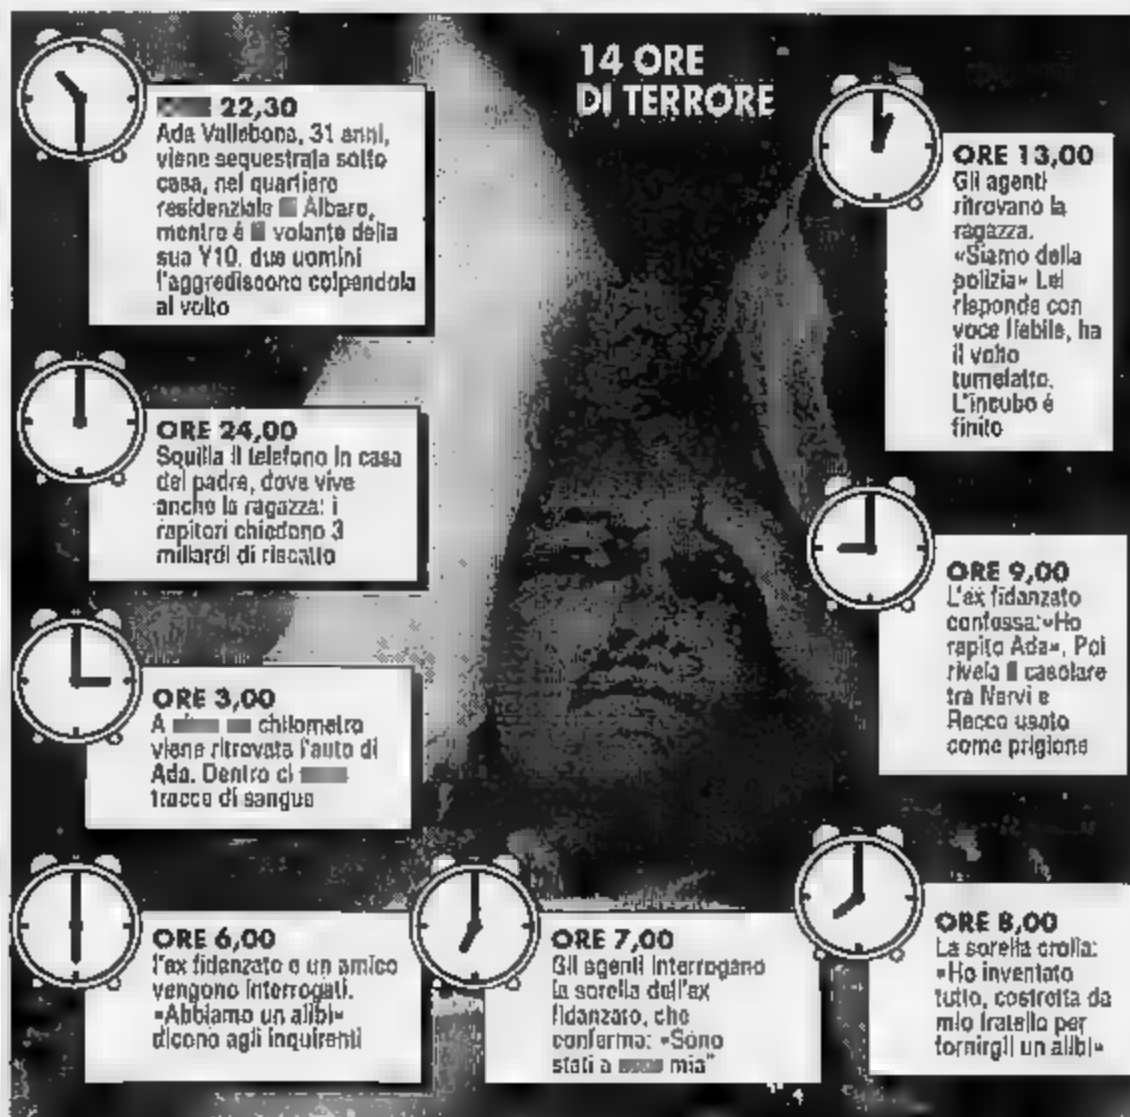 14 ORE
DI TERRORE
22,30
Ada Vallebona, 31 anni,
viene sequestrata sotto
casa, nel quartiere
residenziale Albaro,
mentre é volante della
sua Y10. due uomini
l'aggrediscono colpendola
al volto
ORE 24,00
Squilla il telefono in casa
del padre, dove vive
anche la ragazza: i
rapitori chiedono 3
miliardi di riscatto
ORE 3,00
A chilometro
viene ritrovata l'auto di
Ada. Dentro ci
tracce di sangue
ORE 6,00
l'ex fidanzato e un amico
vengono interrogati.
«Abbiamo un alibi»
dicono agli inquirenti
ORE 7,00
Gli agenti interrogano
la sorella dell'ex
fidanzato, che
conferma: «Sono
stati a mia"
ORE 8,00
La sorella crolla:
«Ho inventato
tutto, costretta da
mio fratello per
fornirgli un alibi»
ORE 9,00
L'ex fidanzato
confessa:«Ho
rapito Ada». Poi
rivela il casolare
tra Nervi e
Recco usato
come prigione
ORE 13,00
Gli agenti
ritrovano la
ragazza.
«Siamo della
polizia» Lei
risponde con
voce flebile, ha
il volto
tumefatto.
L'incubo é
finito